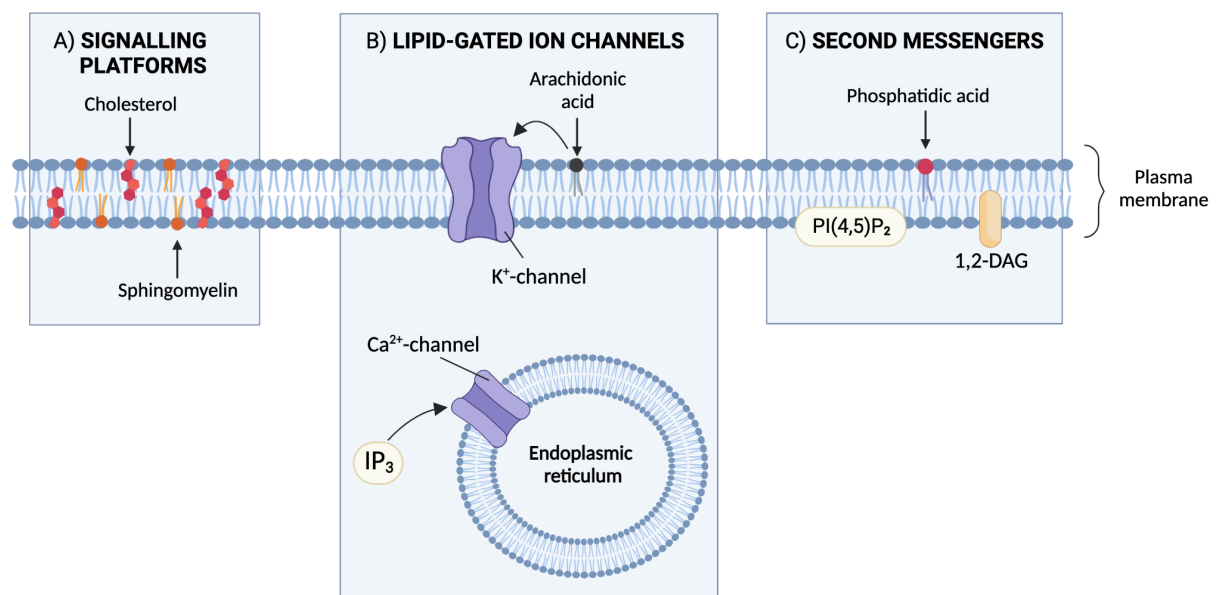 A) SIGNALLING
PLATFORMS
Cholesterol
Sphingomyelin
B) LIPID-GATED ION CHANNELS
Arachidonic
acid
K⁺-channel
Ca²⁺-channel
IP₃
Endoplasmic
reticulum
C) SECOND MESSENGERS
Phosphatidic acid
PI(4,5)P₂
1,2-DAG
Plasma
membrane